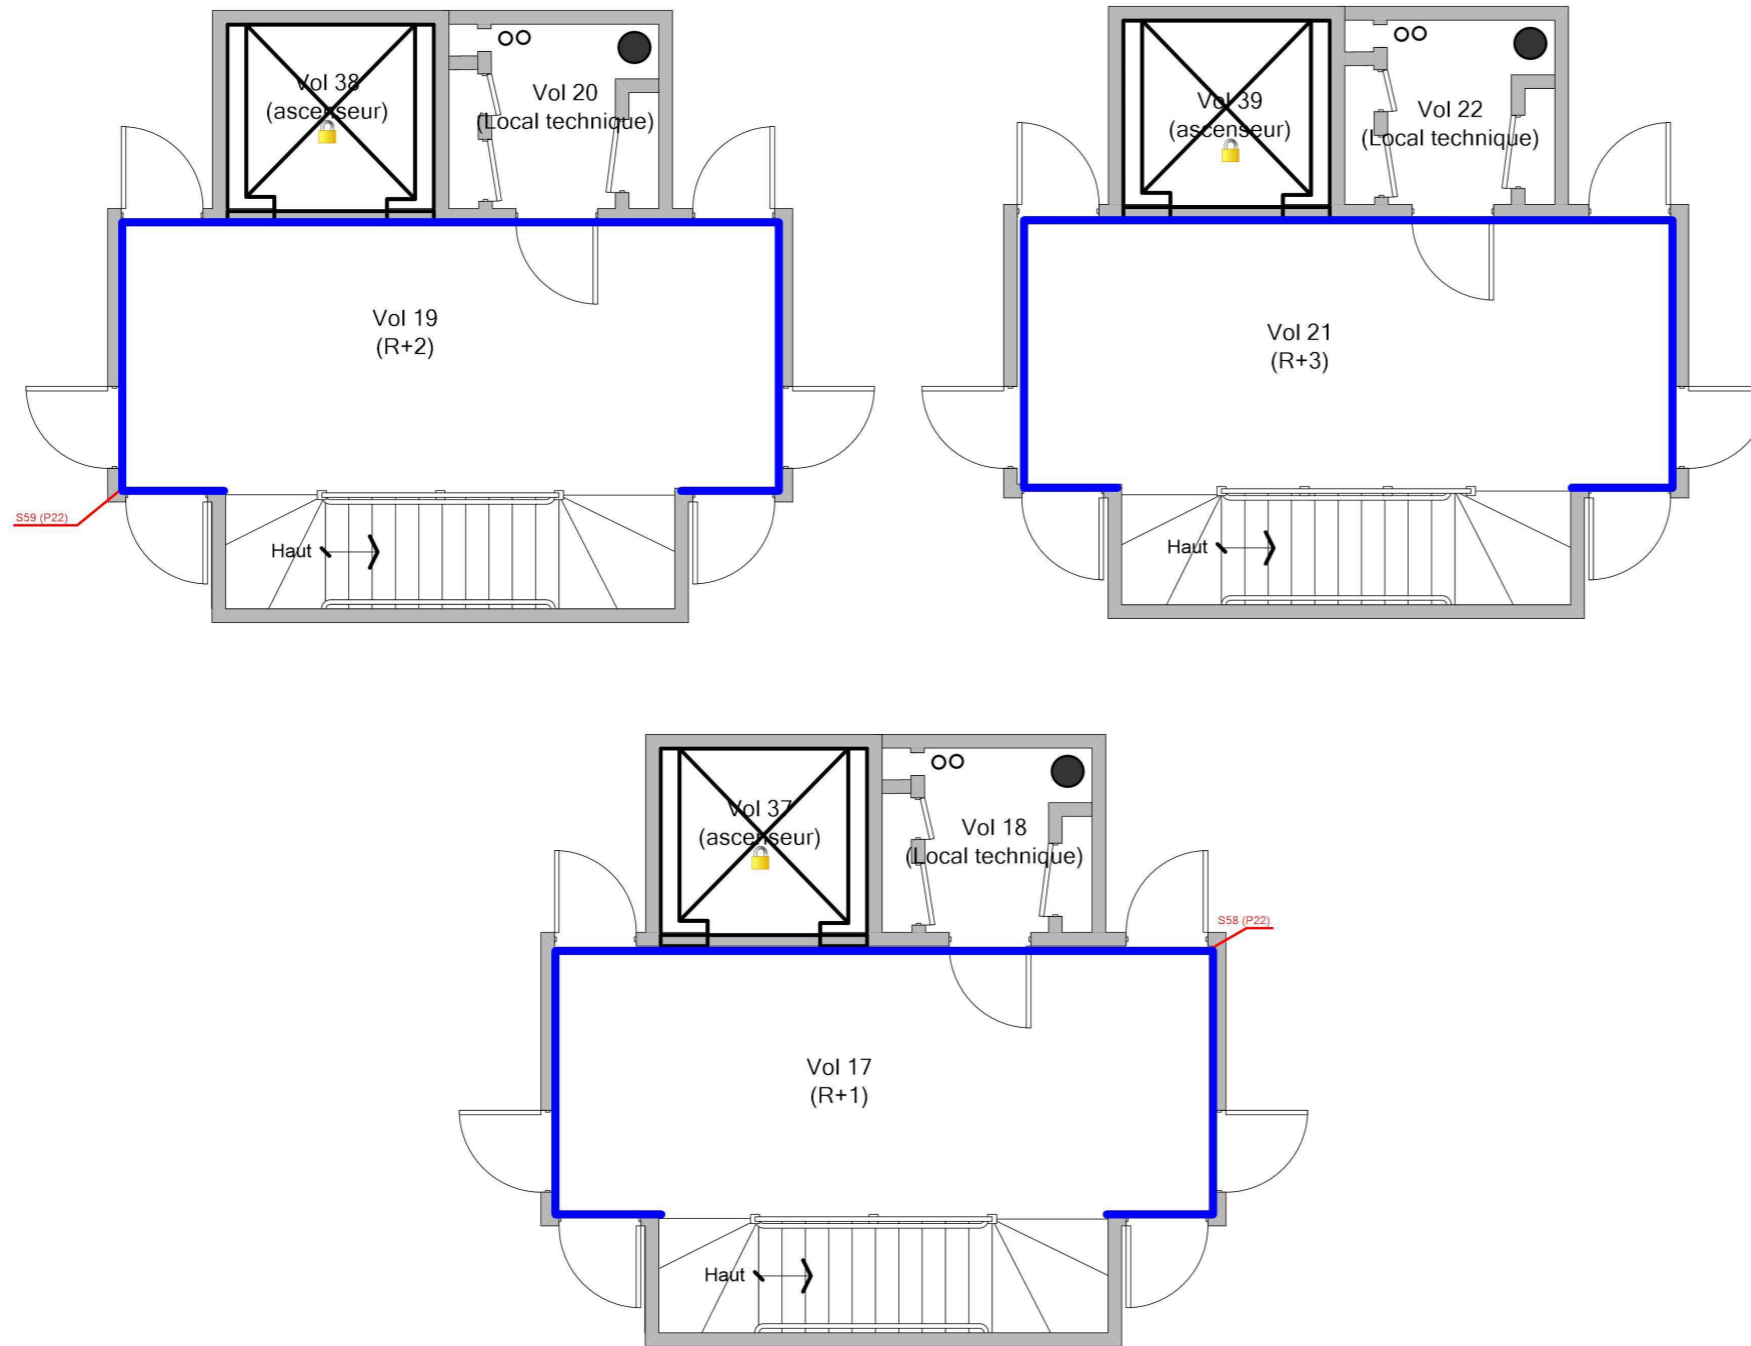 Vol 38
(ascenseur)
Vol 20
(Local technique)
Vol 19
(R+2)
S59 (P22)
Haut
Vol 39
(ascenseur)
Vol 22
(Local technique)
Vol 21
(R+3)
Haut
Vol 37
(ascenseur)
Vol 18
(Local technique)
S58 (P22)
Vol 17
(R+1)
Haut